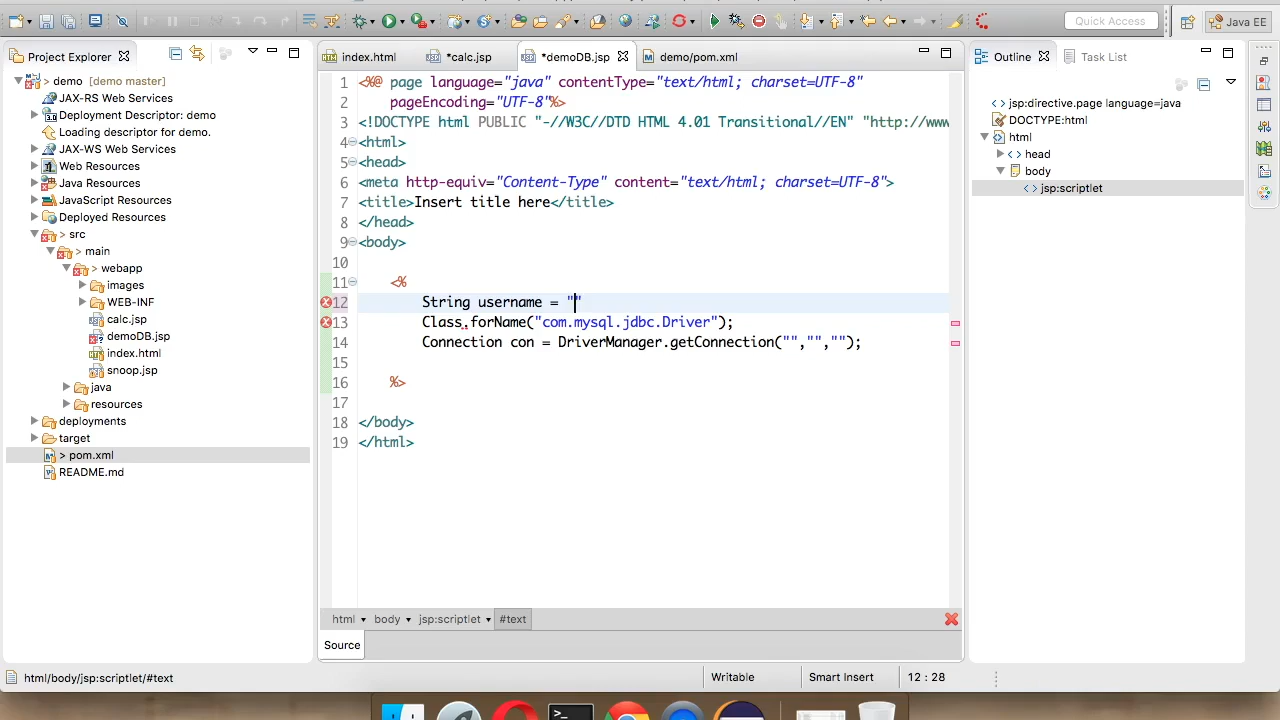 Quick Access
Java EE
Project Explorer
index.html
*calc.jsp
*demoDB.jsp
demo/pom.xml
Outline
Task List
> demo [demo master]
JAX-RS Web Services
Deployment Descriptor: demo
Loading descriptor for demo.
JAX-WS Web Services
Web Resources
Java Resources
JavaScript Resources
Deployed Resources
> src
> main
> webapp
> images
> WEB-INF
calc.jsp
demoDB.jsp
index.html
snoop.jsp
java
resources
deployments
target
> pom.xml
README.md
1 <%@ page language="java" contentType="text/html; charset=UTF-8"
2 pageEncoding="UTF-8"%>
3 <!DOCTYPE html PUBLIC "-//W3C//DTD HTML 4.01 Transitional//EN" "http://www
4 <html>
5 <head>
6 <meta http-equiv="Content-Type" content="text/html; charset=UTF-8">
7 <title>Insert title here</title>
8 </head>
9 <body>
10
11 <%
12 String username = ""
13 Class.forName("com.mysql.jdbc.Driver");
14 Connection con = DriverManager.getConnection("","","");
15
16 %>
17
18 </body>
19 </html>
jsp:directive.page language=java
DOCTYPE:html
html
head
body
jsp:scriptlet
html body jsp:scriptlet #text
Source
html/body/jsp:scriptlet/#text
Writable
Smart Insert
12 : 28